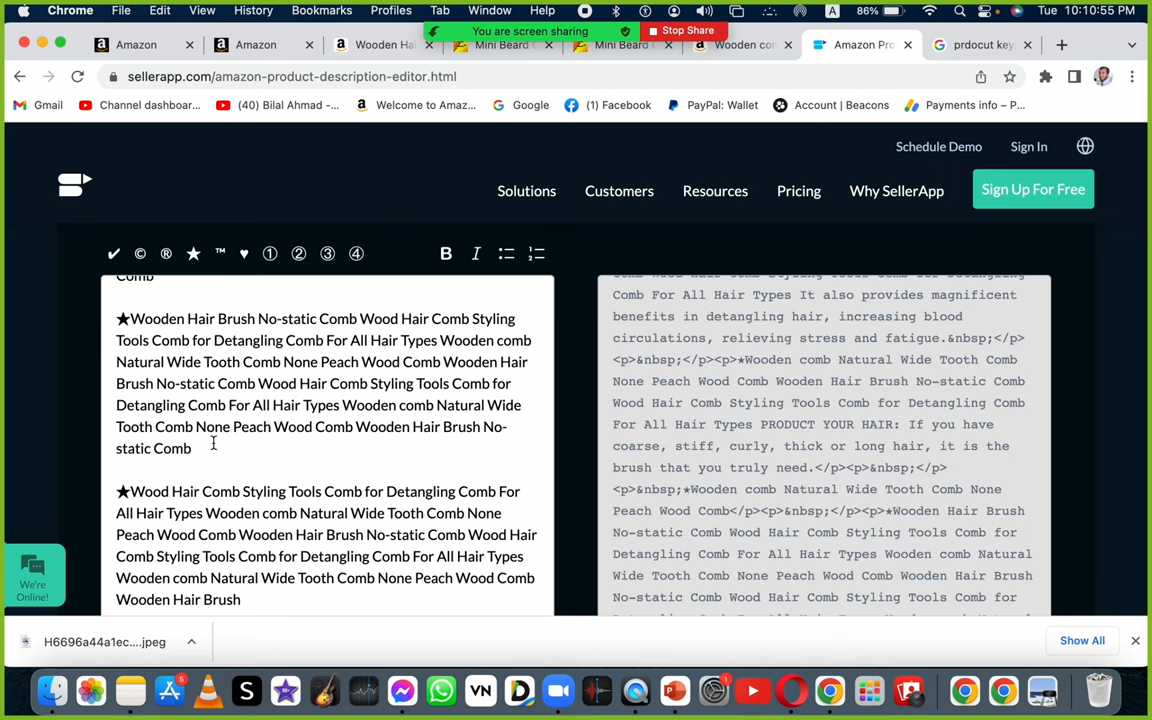 Chrome File Edit View History Bookmarks Profiles Tab Window Help A 86% Tue 10:10:55 PM
You are screen sharing Stop Share
Amazon × Amazon × Wooden Hai × Mini Beard C × Mini Beard C × Wooden con × Amazon Pro × prdocut key ×
sellerapp.com/amazon-product-description-editor.html
Gmail Channel dashboar... (40) Bilal Ahmad -... Welcome to Amaz... Google (1) Facebook PayPal: Wallet Account | Beacons Payments info – P...
Schedule Demo Sign In
Solutions Customers Resources Pricing Why SellerApp Sign Up For Free
✔ © ® ★ ™ ♥ ① ② ③ ④ B I
Comb
★Wooden Hair Brush No-static Comb Wood Hair Comb Styling
Tools Comb for Detangling Comb For All Hair Types Wooden comb
Natural Wide Tooth Comb None Peach Wood Comb Wooden Hair
Brush No-static Comb Wood Hair Comb Styling Tools Comb for
Detangling Comb For All Hair Types Wooden comb Natural Wide
Tooth Comb None Peach Wood Comb Wooden Hair Brush No-
static Comb
★Wood Hair Comb Styling Tools Comb for Detangling Comb For
All Hair Types Wooden comb Natural Wide Tooth Comb None
Peach Wood Comb Wooden Hair Brush No-static Comb Wood Hair
Comb Styling Tools Comb for Detangling Comb For All Hair Types
Wooden comb Natural Wide Tooth Comb None Peach Wood Comb
Wooden Hair Brush
Comb Wood Hair Comb Styling Tools Comb for Detangling
Comb For All Hair Types It also provides magnificent
benefits in detangling hair, increasing blood
circulations, relieving stress and fatigue.&nbsp;</p>
<p>&nbsp;</p><p>★Wooden comb Natural Wide Tooth Comb
None Peach Wood Comb Wooden Hair Brush No-static Comb
Wood Hair Comb Styling Tools Comb for Detangling Comb
For All Hair Types PRODUCT YOUR HAIR: If you have
coarse, stiff, curly, thick or long hair, it is the
brush that you truly need.</p><p>&nbsp;</p>
<p>&nbsp;★Wooden comb Natural Wide Tooth Comb None
Peach Wood Comb</p><p>&nbsp;</p><p>★Wooden Hair Brush
No-static Comb Wood Hair Comb Styling Tools Comb for
Detangling Comb For All Hair Types Wooden comb Natural
Wide Tooth Comb None Peach Wood Comb Wooden Hair Brush
No-static Comb Wood Hair Comb Styling Tools Comb for
We're
Online!
H6696a44a1ec....jpeg Show All
5 S VN D P 1